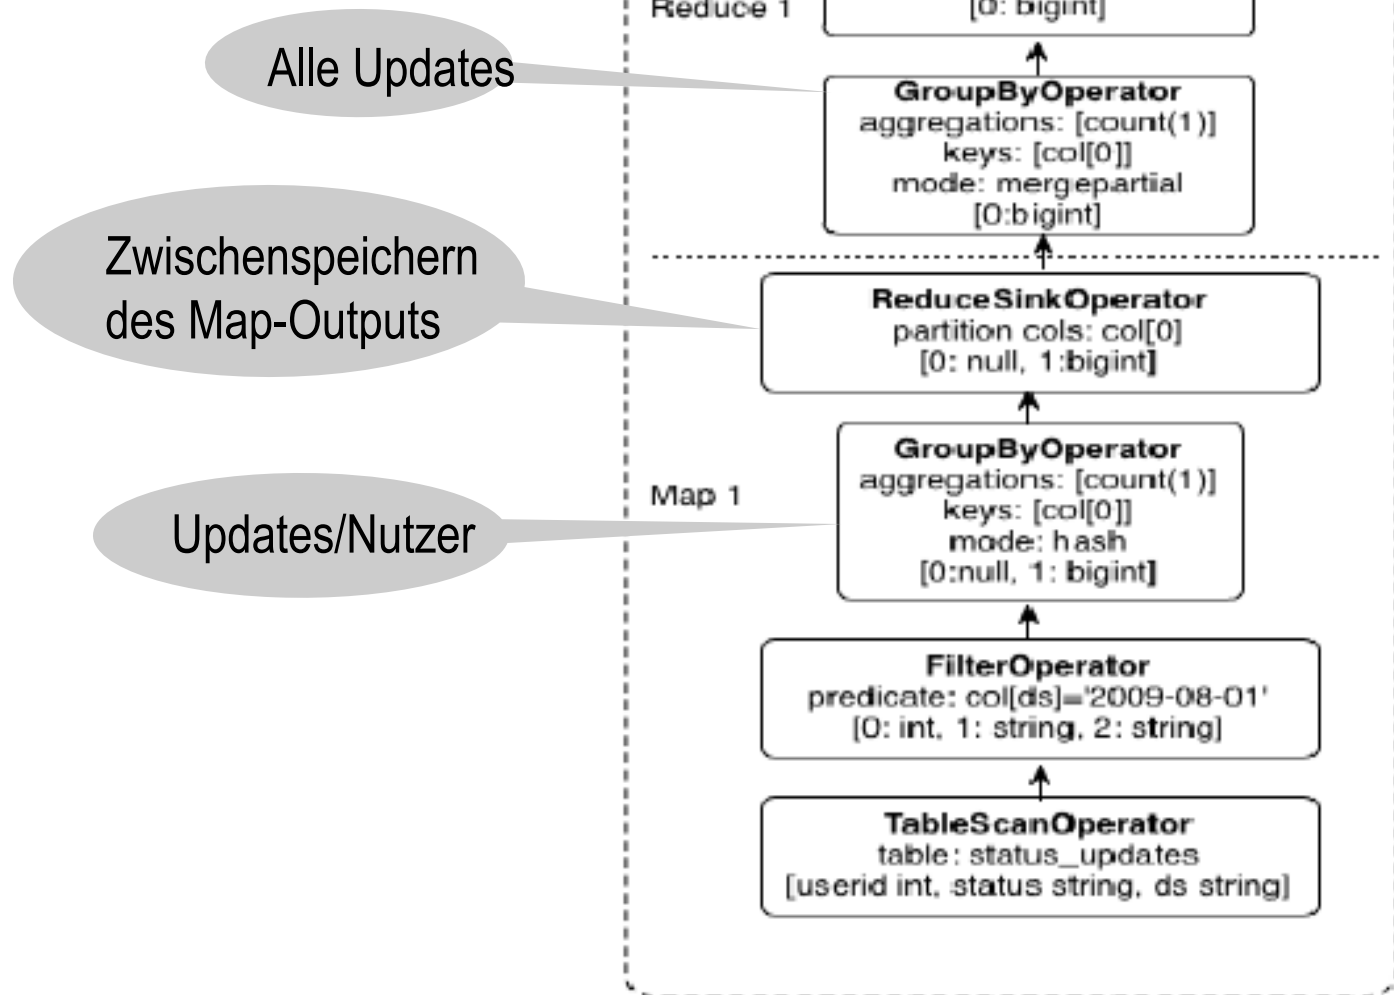 Reduce 1
[0: bigint]
Alle Updates
GroupByOperator
aggregations: [count(1)]
keys: [col[0]]
mode: mergepartial
[0:bigint]
Zwischenspeichern
des Map-Outputs
ReduceSinkOperator
partition cols: col[0]
[0: null, 1:bigint]
Map 1
GroupByOperator
aggregations: [count(1)]
keys: [col[0]]
mode: hash
[0:null, 1: bigint]
Updates/Nutzer
FilterOperator
predicate: col[ds]='2009-08-01'
[0: int, 1: string, 2: string]
TableScanOperator
table: status_updates
[userid int, status string, ds string]